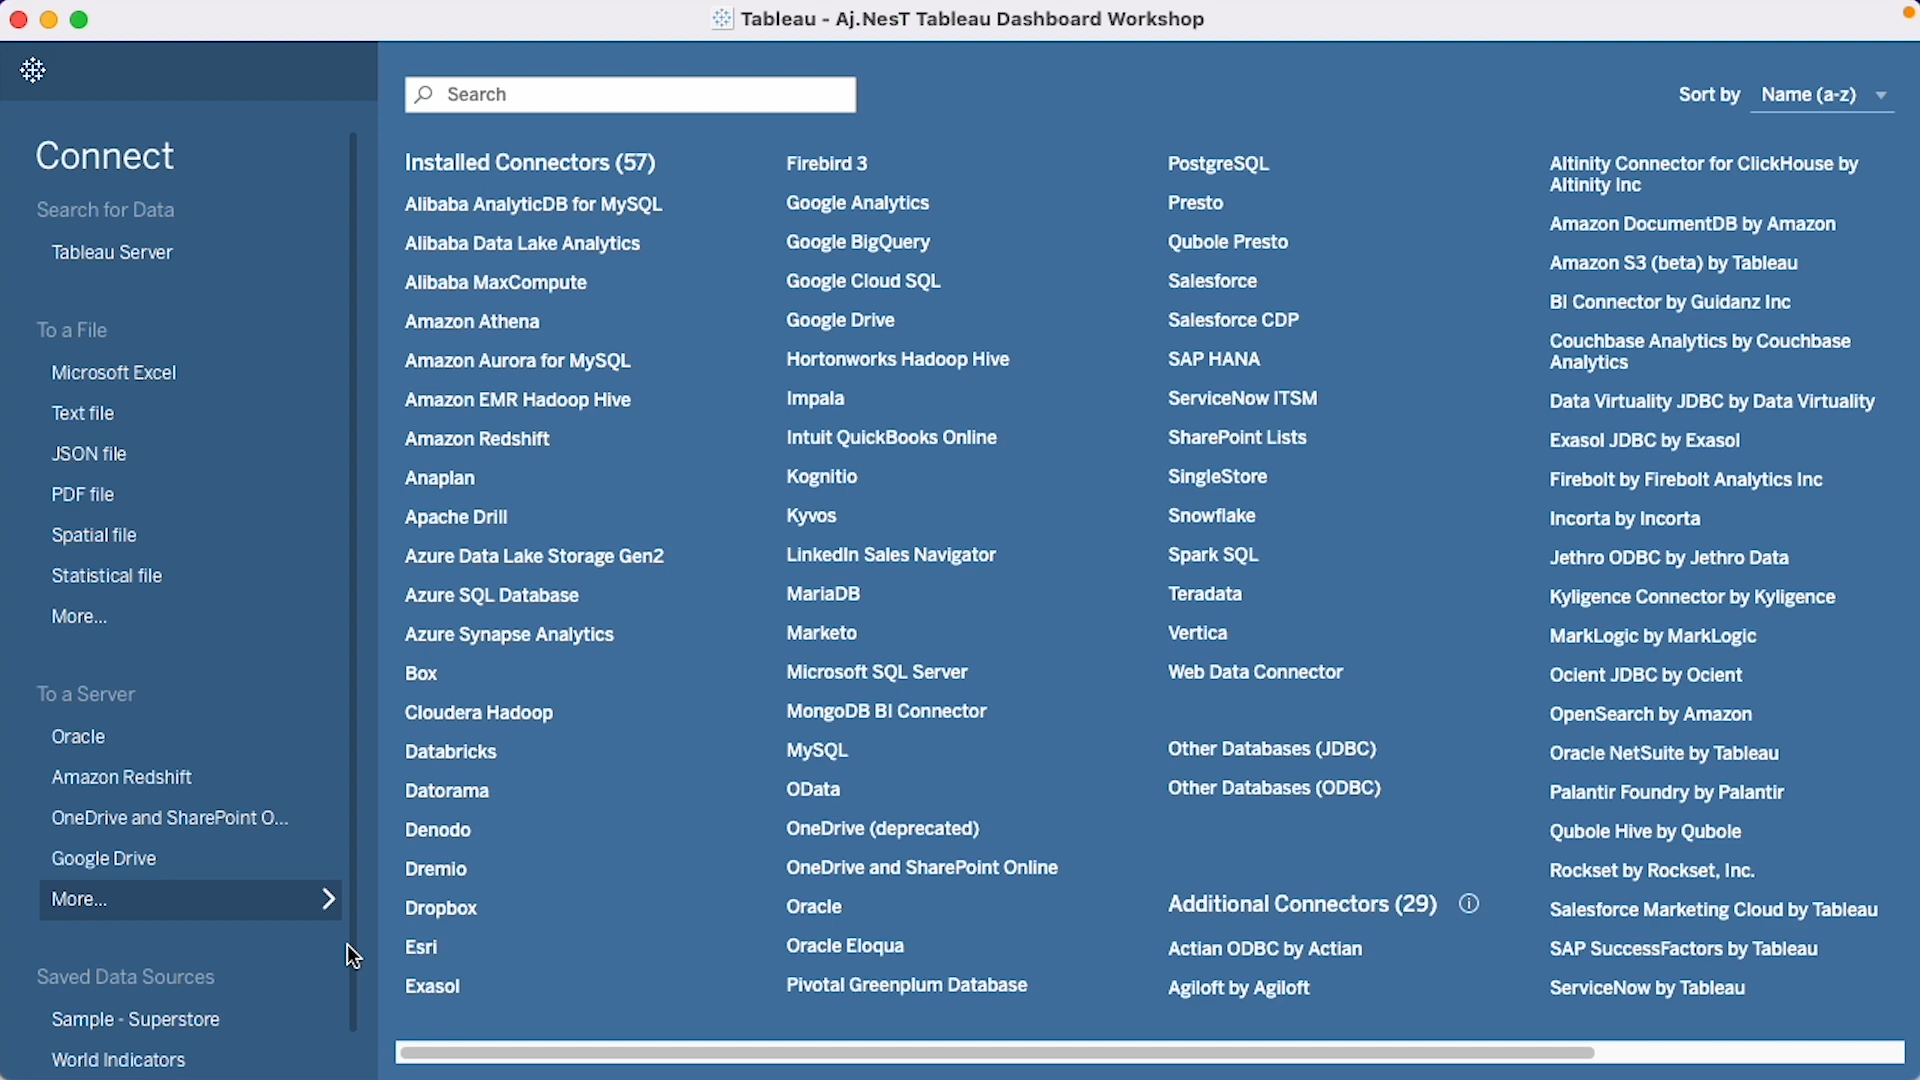 Tableau - Aj.NesT Tableau Dashboard Workshop
Connect
Search for Data
Tableau Server
To a File
Microsoft Excel
Text file
JSON file
PDF file
Spatial file
Statistical file
More...
To a Server
Oracle
Amazon Redshift
OneDrive and SharePoint O...
Google Drive
More...
Saved Data Sources
Sample - Superstore
World Indicators
Search
Sort by Name (a-z)
Installed Connectors (57)
Alibaba AnalyticDB for MySQL
Alibaba Data Lake Analytics
Alibaba MaxCompute
Amazon Athena
Amazon Aurora for MySQL
Amazon EMR Hadoop Hive
Amazon Redshift
Anaplan
Apache Drill
Azure Data Lake Storage Gen2
Azure SQL Database
Azure Synapse Analytics
Box
Cloudera Hadoop
Databricks
Datorama
Denodo
Dremio
Dropbox
Esri
Exasol
Firebird 3
Google Analytics
Google BigQuery
Google Cloud SQL
Google Drive
Hortonworks Hadoop Hive
Impala
Intuit QuickBooks Online
Kognitio
Kyvos
LinkedIn Sales Navigator
MariaDB
Marketo
Microsoft SQL Server
MongoDB BI Connector
MySQL
OData
OneDrive (deprecated)
OneDrive and SharePoint Online
Oracle
Oracle Eloqua
Pivotal Greenplum Database
PostgreSQL
Presto
Qubole Presto
Salesforce
Salesforce CDP
SAP HANA
ServiceNow ITSM
SharePoint Lists
SingleStore
Snowflake
Spark SQL
Teradata
Vertica
Web Data Connector
Other Databases (JDBC)
Other Databases (ODBC)
Additional Connectors (29)
Actian ODBC by Actian
Agiloft by Agiloft
Altinity Connector for ClickHouse by
Altinity Inc
Amazon DocumentDB by Amazon
Amazon S3 (beta) by Tableau
BI Connector by Guidanz Inc
Couchbase Analytics by Couchbase
Analytics
Data Virtuality JDBC by Data Virtuality
Exasol JDBC by Exasol
Firebolt by Firebolt Analytics Inc
Incorta by Incorta
Jethro ODBC by Jethro Data
Kyligence Connector by Kyligence
MarkLogic by MarkLogic
Ocient JDBC by Ocient
OpenSearch by Amazon
Oracle NetSuite by Tableau
Palantir Foundry by Palantir
Qubole Hive by Qubole
Rockset by Rockset, Inc.
Salesforce Marketing Cloud by Tableau
SAP SuccessFactors by Tableau
ServiceNow by Tableau